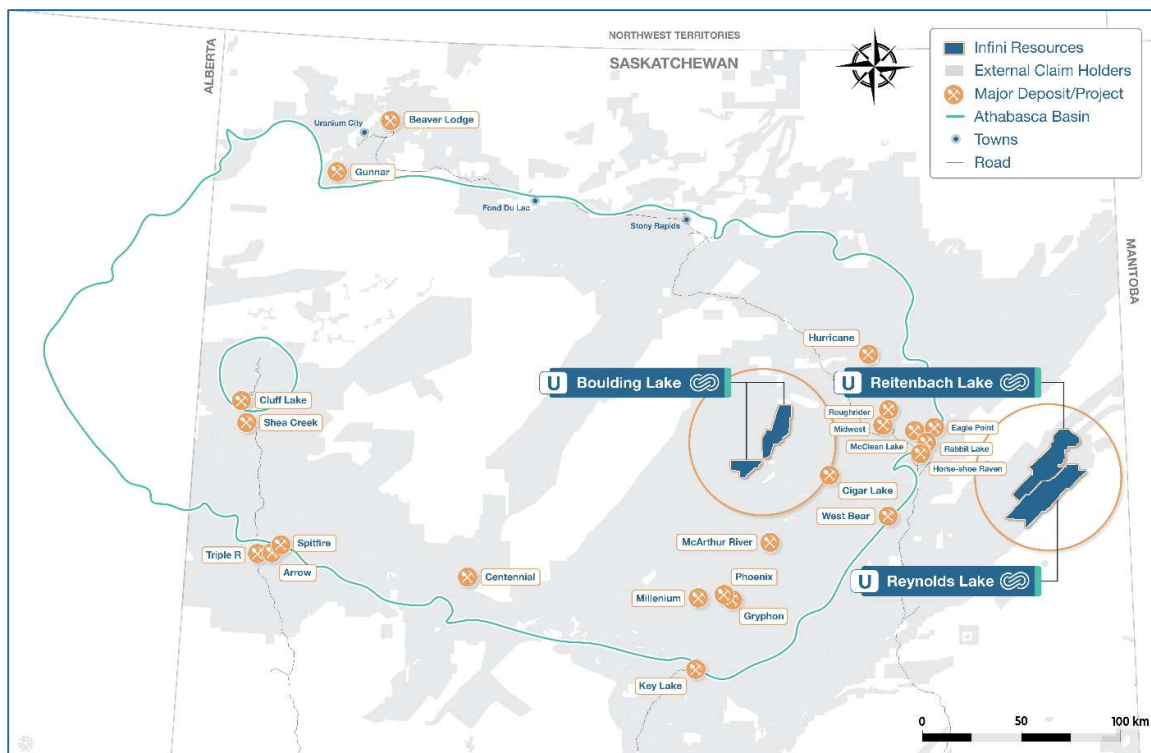 NORTHWEST TERRITORIES
SASKATCHEWAN
ALBERTA
MANITOBA
Infini Resources
External Claim Holders
Major Deposit/Project
Athabasca Basin
Towns
Road
Uranium City
Beaver Lodge
Gunnar
Fond Du Lac
Stony Rapids
Hurricane
U Boulding Lake
U Reitenbach Lake
Cluff Lake
Shea Creek
Roughrider
Midwest
Eagle Point
McClean Lake
Rabbit Lake
Horse-shoe Raven
Cigar Lake
West Bear
Spitfire
Triple R
Arrow
McArthur River
Centennial
Phoenix
Millenium
Gryphon
U Reynolds Lake
Key Lake
0 50 100 km